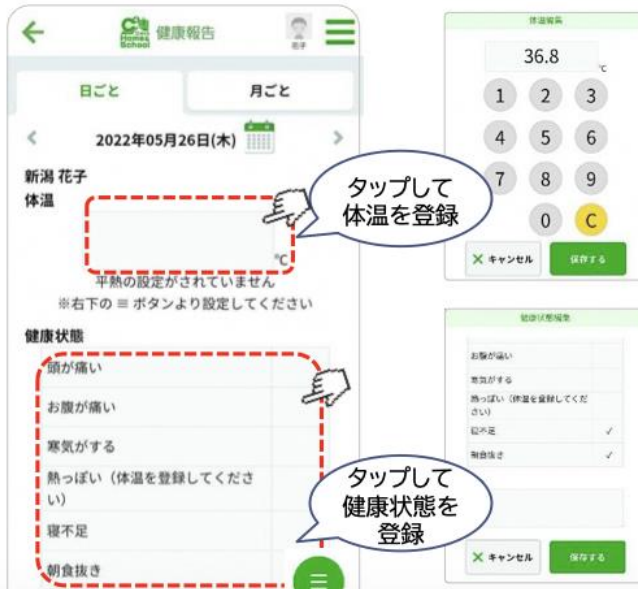 C4th
Home&
School
健康報告
花子
日ごと
月ごと
2022年05月26日(木)
新潟 花子
体温
℃
平熱の設定がされていません
※右下の ≡ ボタンより設定してください
健康状態
頭が痛い
お腹が痛い
寒気がする
熱っぽい（体温を登録してくださ
い）
寝不足
朝食抜き
タップして
体温を登録
タップして
健康状態を
登録
体温編集
36.8
℃
1 2 3
4 5 6
7 8 9
0 C
× キャンセル
保存する
健康状態編集
お腹が痛い
寒気がする
熱っぽい（体温を登録してくだ
さい）
寝不足 ✓
朝食抜き ✓
× キャンセル
保存する